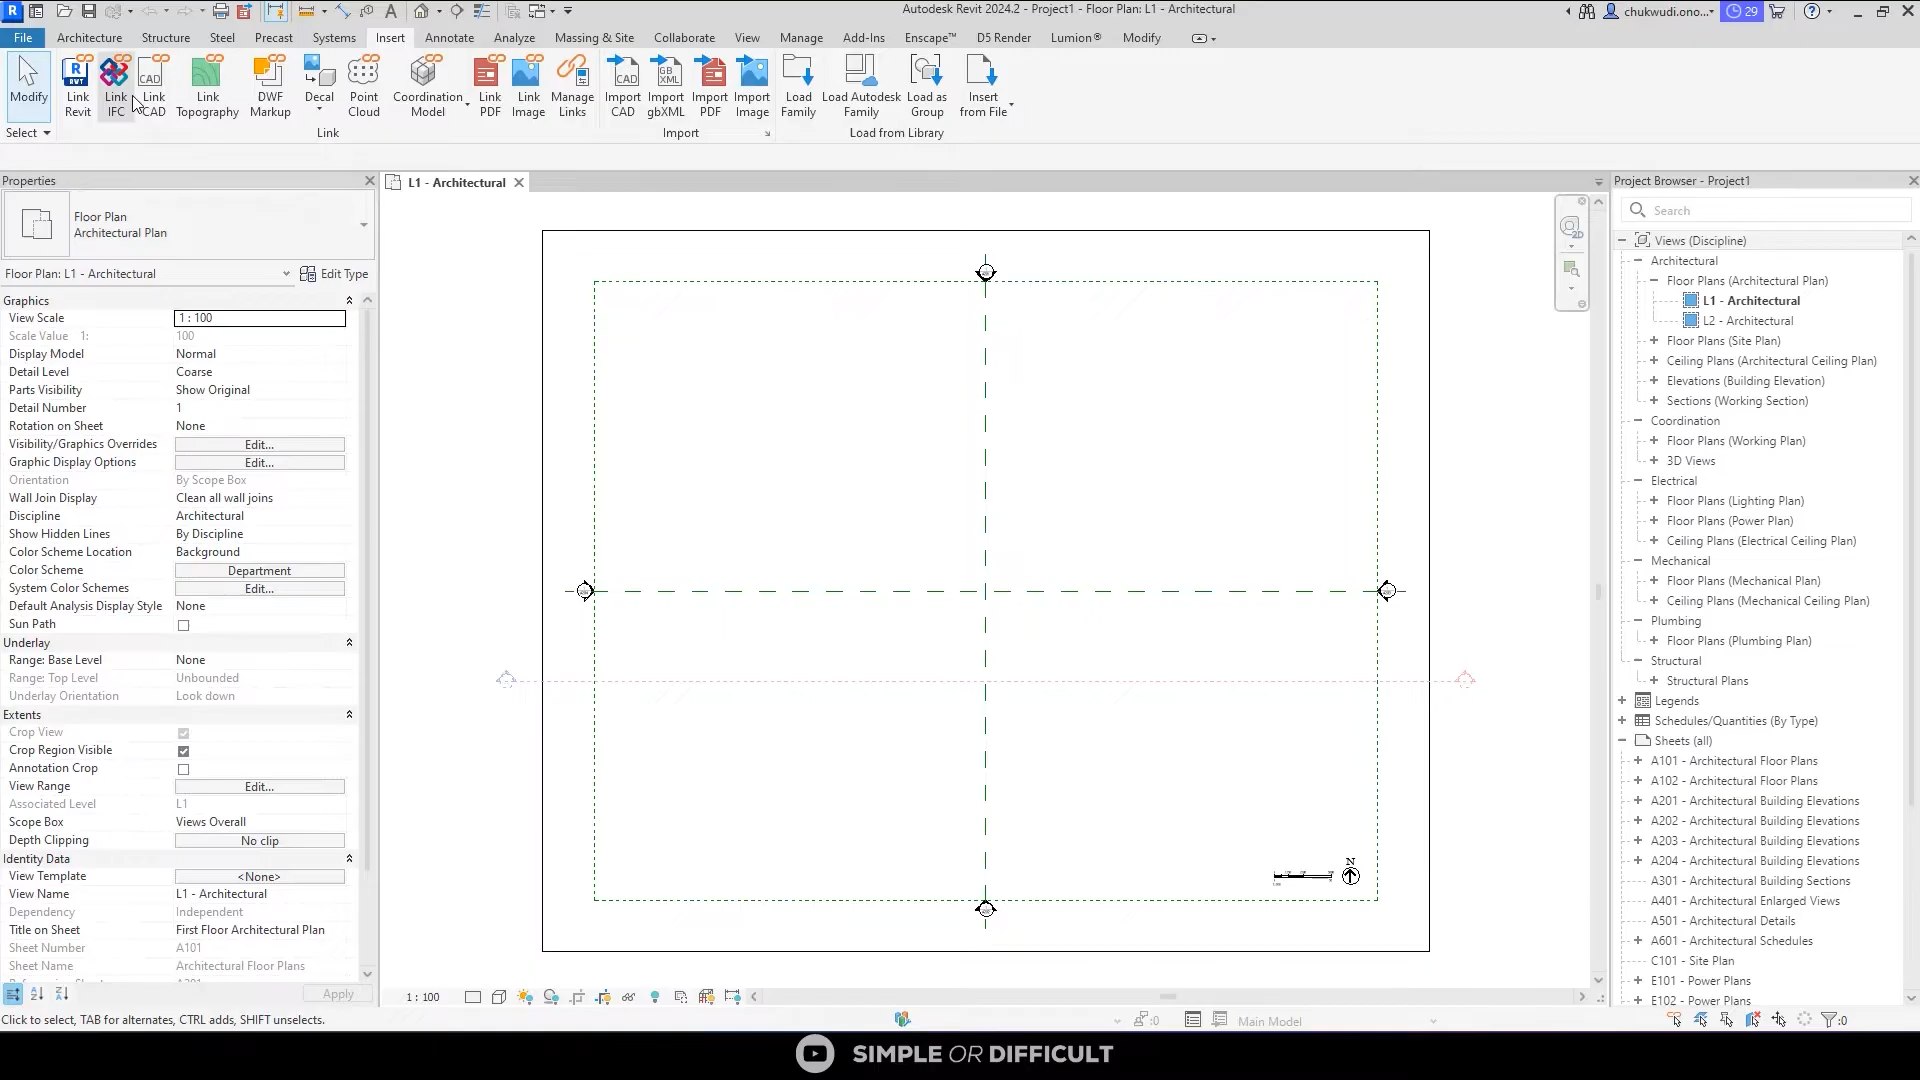 Autodesk Revit 2024.2 - Project1 - Floor Plan: L1 - Architectural
chukwudi.ono...
29
File Architecture Structure Steel Precast Systems Insert Annotate Analyze Massing & Site Collaborate View Manage Add-Ins Enscape™ D5 Render Lumion® Modify
Modify
Link Revit
Link IFC
Link CAD
Link Topography
DWF Markup
Decal
Point Cloud
Coordination Model
Link PDF
Link Image
Manage Links
Import CAD
Import gbXML
Import PDF
Import Image
Load Family
Load Autodesk Family
Load as Group
Insert from File
Select
Link
Import
Load from Library
Properties
L1 - Architectural
Project Browser - Project1
Floor Plan
Architectural Plan
Search
Floor Plan: L1 - Architectural
Edit Type
Graphics
View Scale 1 : 100
Scale Value 1: 100
Display Model Normal
Detail Level Coarse
Parts Visibility Show Original
Detail Number 1
Rotation on Sheet None
Visibility/Graphics Overrides Edit...
Graphic Display Options Edit...
Orientation By Scope Box
Wall Join Display Clean all wall joins
Discipline Architectural
Show Hidden Lines By Discipline
Color Scheme Location Background
Color Scheme Department
System Color Schemes Edit...
Default Analysis Display Style None
Sun Path
Underlay
Range: Base Level None
Range: Top Level Unbounded
Underlay Orientation Look down
Extents
Crop View
Crop Region Visible
Annotation Crop
View Range Edit...
Associated Level L1
Scope Box Views Overall
Depth Clipping No clip
Identity Data
View Template <None>
View Name L1 - Architectural
Dependency Independent
Title on Sheet First Floor Architectural Plan
Sheet Number A101
Sheet Name Architectural Floor Plans
Apply
N
1 : 100
Views (Discipline)
Architectural
Floor Plans (Architectural Plan)
L1 - Architectural
L2 - Architectural
Floor Plans (Site Plan)
Ceiling Plans (Architectural Ceiling Plan)
Elevations (Building Elevation)
Sections (Working Section)
Coordination
Floor Plans (Working Plan)
3D Views
Electrical
Floor Plans (Lighting Plan)
Floor Plans (Power Plan)
Ceiling Plans (Electrical Ceiling Plan)
Mechanical
Floor Plans (Mechanical Plan)
Ceiling Plans (Mechanical Ceiling Plan)
Plumbing
Floor Plans (Plumbing Plan)
Structural
Structural Plans
Legends
Schedules/Quantities (By Type)
Sheets (all)
A101 - Architectural Floor Plans
A102 - Architectural Floor Plans
A201 - Architectural Building Elevations
A202 - Architectural Building Elevations
A203 - Architectural Building Elevations
A204 - Architectural Building Elevations
A301 - Architectural Building Sections
A401 - Architectural Enlarged Views
A501 - Architectural Details
A601 - Architectural Schedules
C101 - Site Plan
E101 - Power Plans
E102 - Power Plans
Click to select, TAB for alternates, CTRL adds, SHIFT unselects.
:0
Main Model
:0
SIMPLE OR DIFFICULT